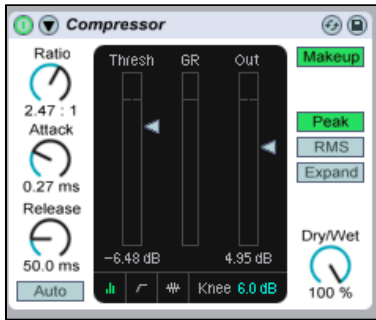 Compressor
Ratio
2.47 : 1
Attack
0.27 ms
Release
50.0 ms
Auto
Thresh GR Out
-6.48 dB 4.95 dB
Knee 6.0 dB
Makeup
Peak
RMS
Expand
Dry/Wet
100 %